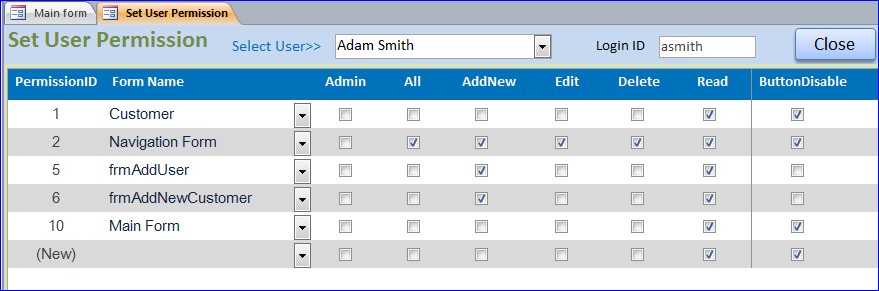 Main form Set User Permission
Set User Permission Select User>> Adam Smith Login ID asmith Close
PermissionID Form Name Admin All AddNew Edit Delete Read ButtonDisable
1 Customer
2 Navigation Form
5 frmAddUser
6 frmAddNewCustomer
10 Main Form
(New)